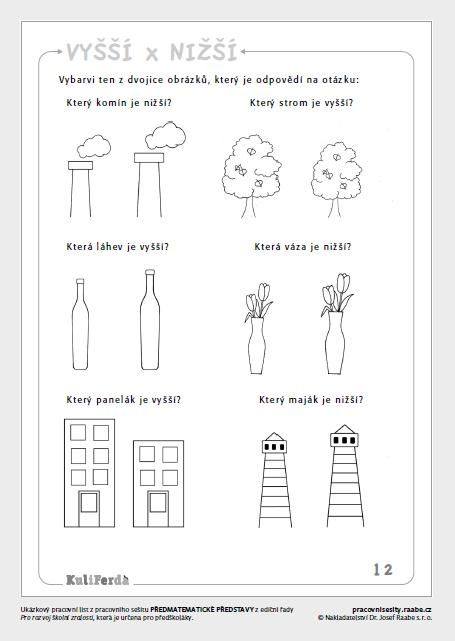 VYŠŠÍ x NIŽŠÍ
Vybarvi ten z dvojice obrázků, který je odpovědí na otázku:
Který komín je nižší?
Který strom je vyšší?
Která láhev je vyšší?
Která váza je nižší?
Který panelák je vyšší?
Který maják je nižší?
KuliFerda
12
Ukázkový pracovní list z pracovního sešitu PŘEDMATEMATICKÉ PŘEDSTAVY z ediční řady
Pro rozvoj školní zralosti, která je určena pro předškoláky.
pracovnisesity.raabe.cz
© Nakladatelství Dr. Josef Raabe s.r.o.